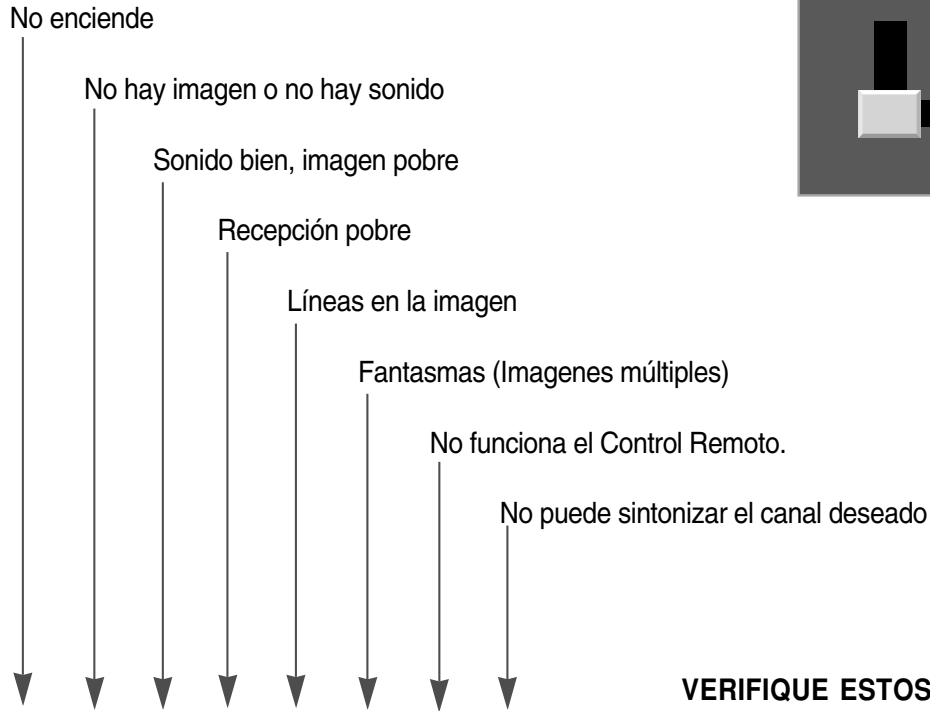 No enciende
No hay imagen o no hay sonido
Sonido bien, imagen pobre
Recepción pobre
Líneas en la imagen
Fantasmas (Imagenes múltiples)
No funciona el Control Remoto.
No puede sintonizar el canal deseado
VERIFIQUE ESTOS